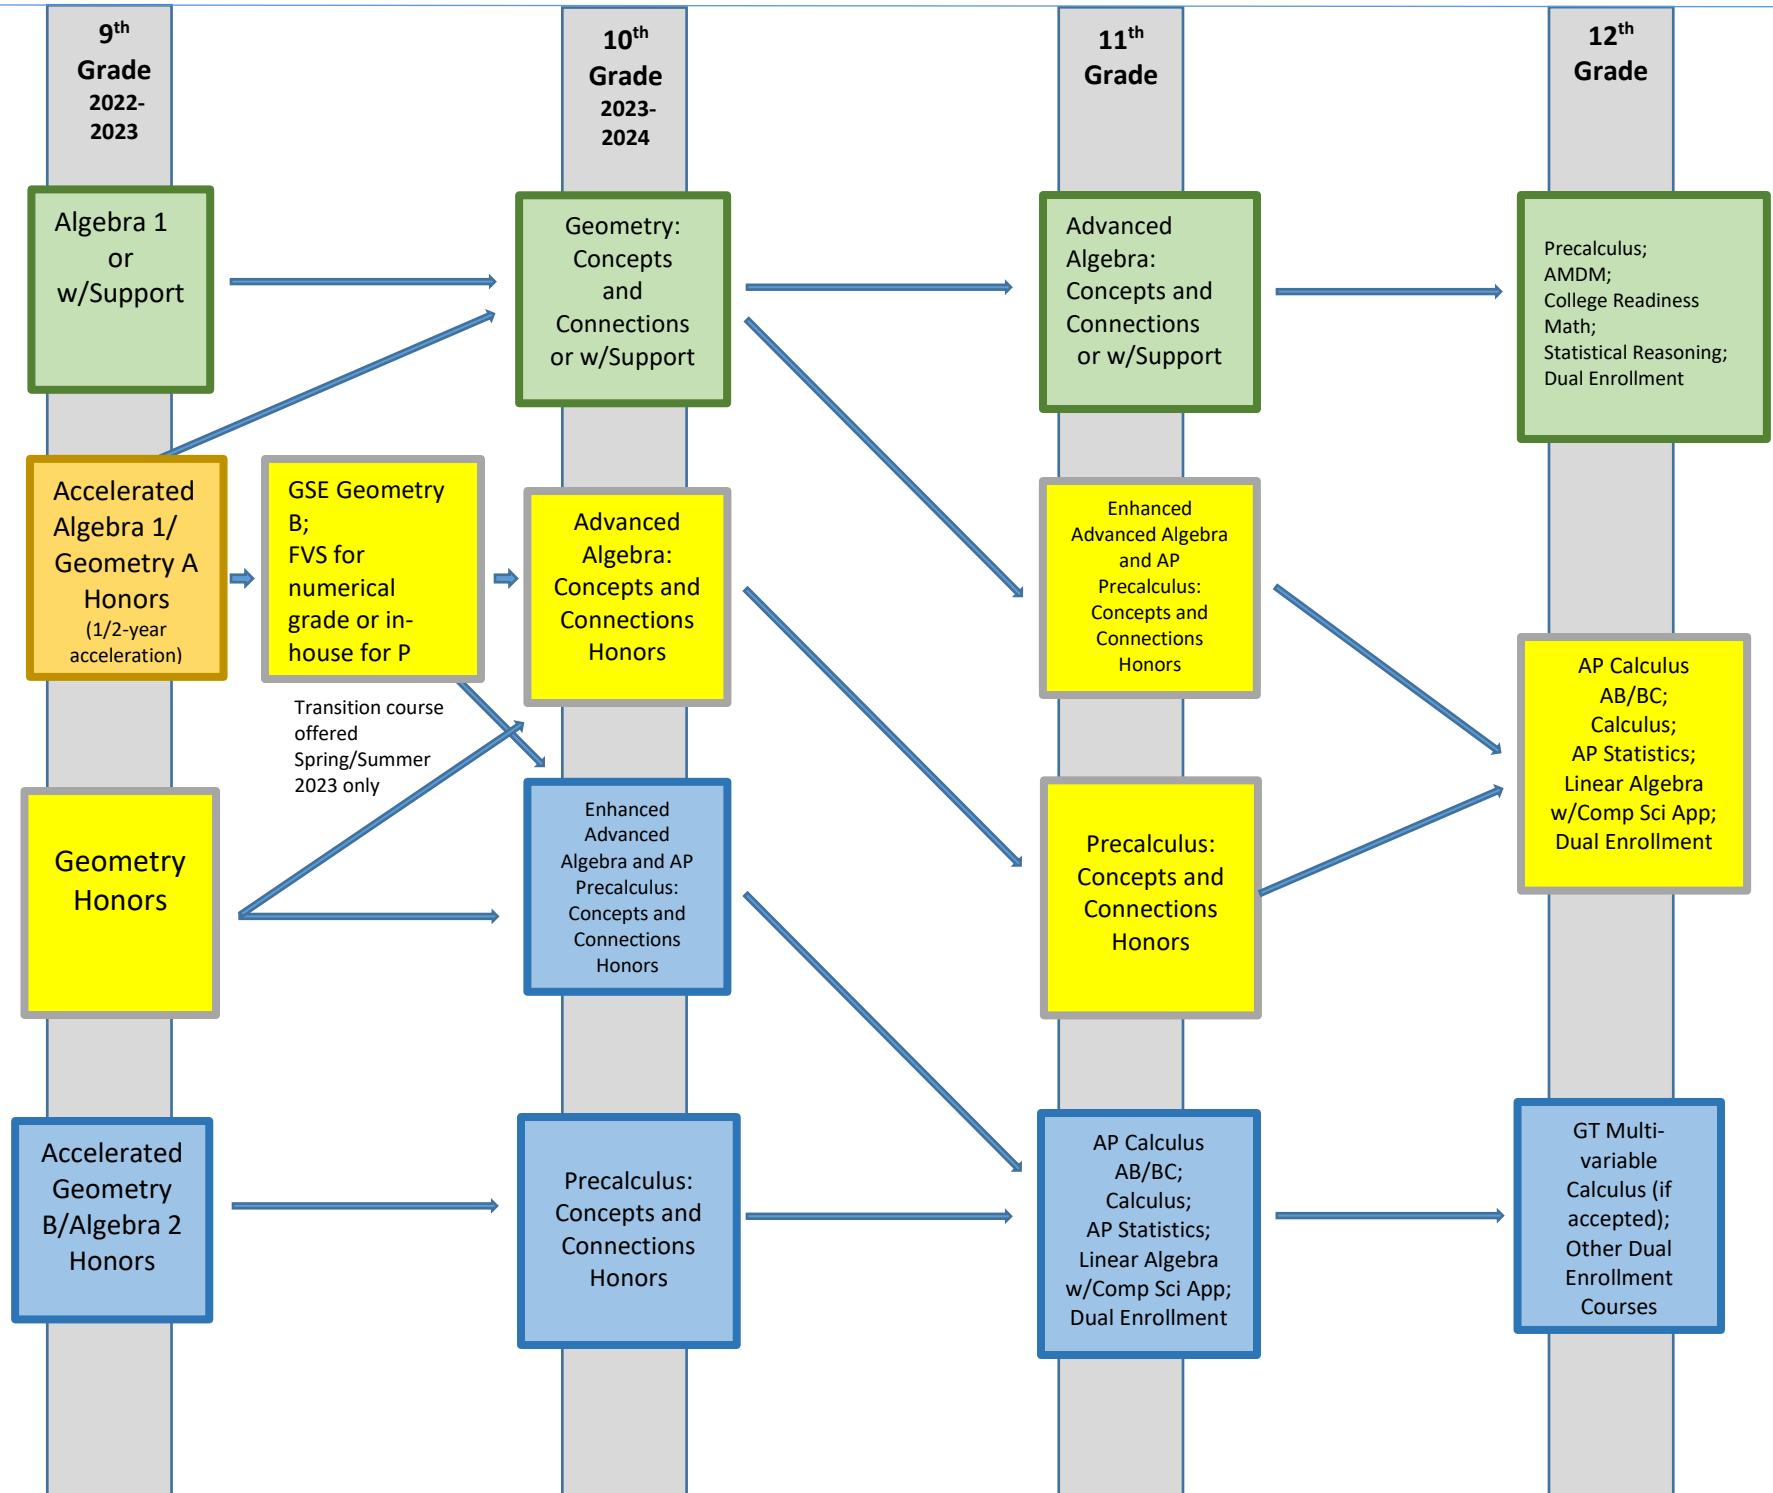 9th
Grade
2022-
2023
10th
Grade
2023-
2024
11th
Grade
12th
Grade
Algebra 1
or
w/Support
Geometry:
Concepts
and
Connections
or w/Support
Advanced
Algebra:
Concepts and
Connections
or w/Support
Precalculus;
AMDM;
College Readiness
Math;
Statistical Reasoning;
Dual Enrollment
Accelerated
Algebra 1/
Geometry A
Honors
(1/2-year
acceleration)
GSE Geometry
B;
FVS for
numerical
grade or in-
house for P
Transition course
offered
Spring/Summer
2023 only
Advanced
Algebra:
Concepts and
Connections
Honors
Enhanced
Advanced Algebra
and AP
Precalculus:
Concepts and
Connections
Honors
AP Calculus
AB/BC;
Calculus;
AP Statistics;
Linear Algebra
w/Comp Sci App;
Dual Enrollment
Geometry
Honors
Enhanced
Advanced
Algebra and AP
Precalculus:
Concepts and
Connections
Honors
Precalculus:
Concepts and
Connections
Honors
Accelerated
Geometry
B/Algebra 2
Honors
Precalculus:
Concepts and
Connections
Honors
AP Calculus
AB/BC;
Calculus;
AP Statistics;
Linear Algebra
w/Comp Sci App;
Dual Enrollment
GT Multi-
variable
Calculus (if
accepted);
Other Dual
Enrollment
Courses